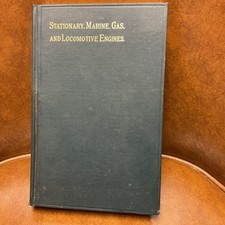 STATIONARY, MARINE, GAS,
AND LOCOMOTIVE ENGINES.